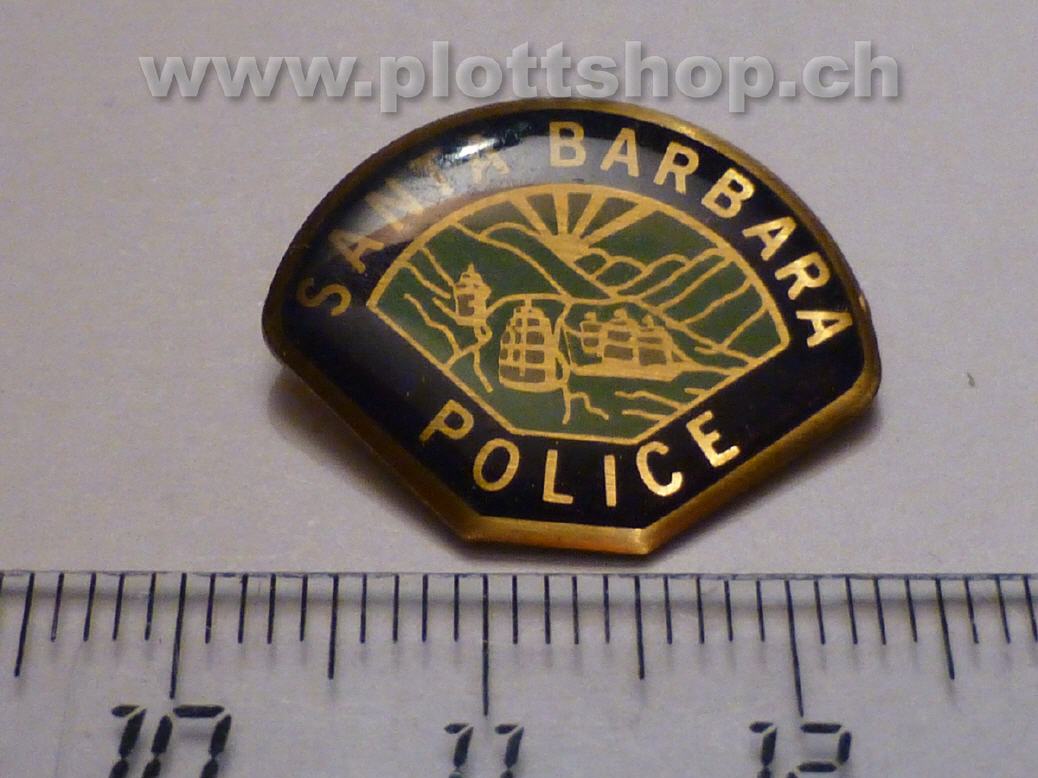 www.plottshop.ch
SANTA BARBARA
POLICE
10 11 12